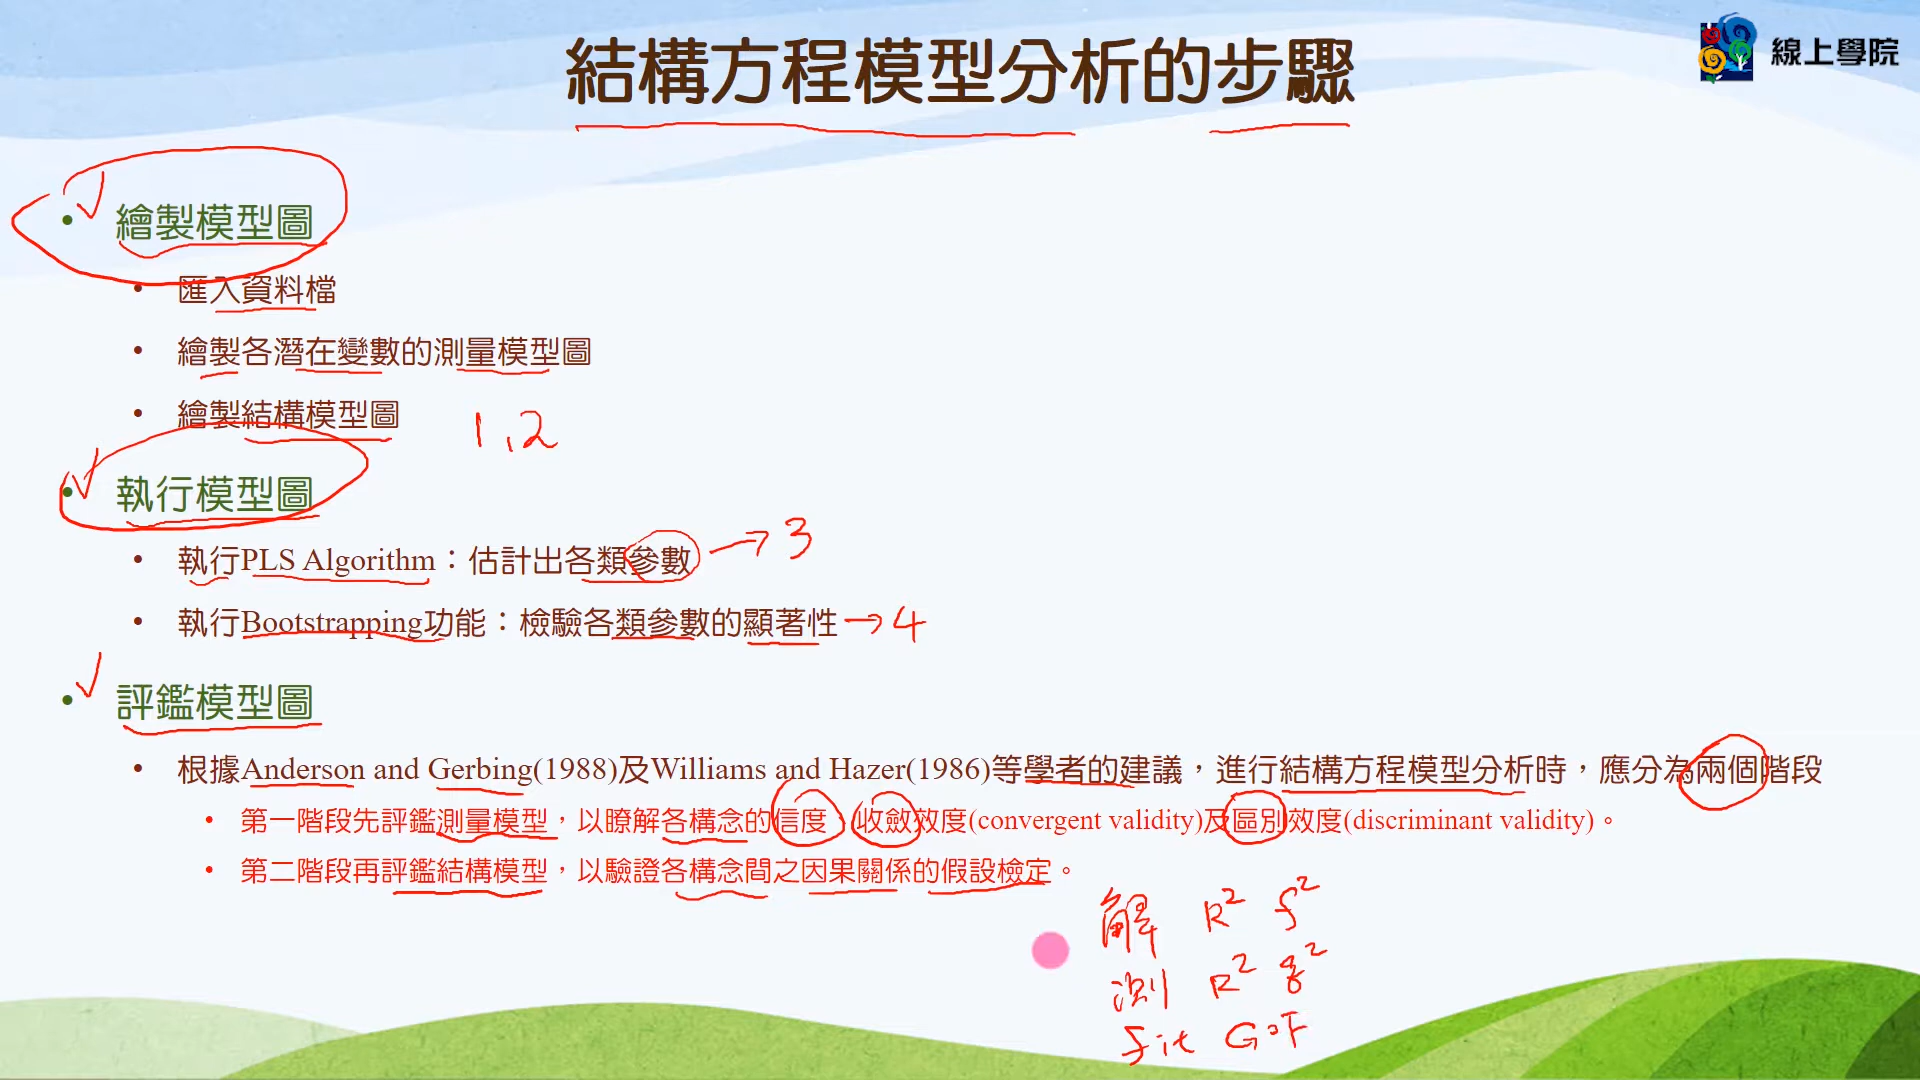 結構方程模型分析的步驟
線上學院
繪製模型圖
匯入資料檔
繪製各潛在變數的測量模型圖
繪製結構模型圖
1,2
執行模型圖
執行PLS Algorithm：估計出各類參數 → 3
執行Bootstrapping功能：檢驗各類參數的顯著性 → 4
評鑑模型圖
根據Anderson and Gerbing(1988)及Williams and Hazer(1986)等學者的建議，進行結構方程模型分析時，應分為兩個階段
第一階段先評鑑測量模型，以瞭解各構念的信度、收斂效度(convergent validity)及區別效度(discriminant validity)。
第二階段再評鑑結構模型，以驗證各構念間之因果關係的假設檢定。
解 R² f²
測 R² q²
fit GoF